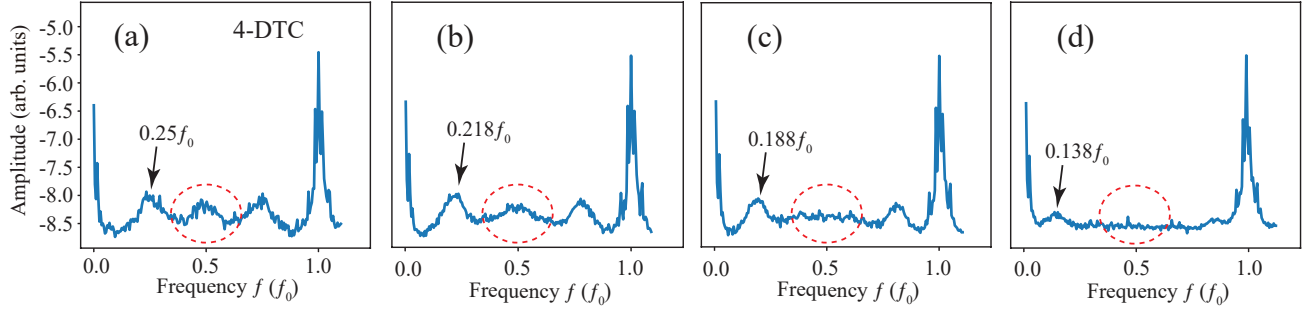 (a)
4-DTC
(b)
(c)
(d)
Amplitude (arb. units)
-5.0
-5.5
-6.0
-6.5
-7.0
-7.5
-8.0
-8.5
0.25f₀
0.218f₀
0.188f₀
0.138f₀
0.0 0.5 1.0
0.0 0.5 1.0
0.0 0.5 1.0
0.0 0.5 1.0
Frequency f (f₀)
Frequency f (f₀)
Frequency f (f₀)
Frequency f (f₀)